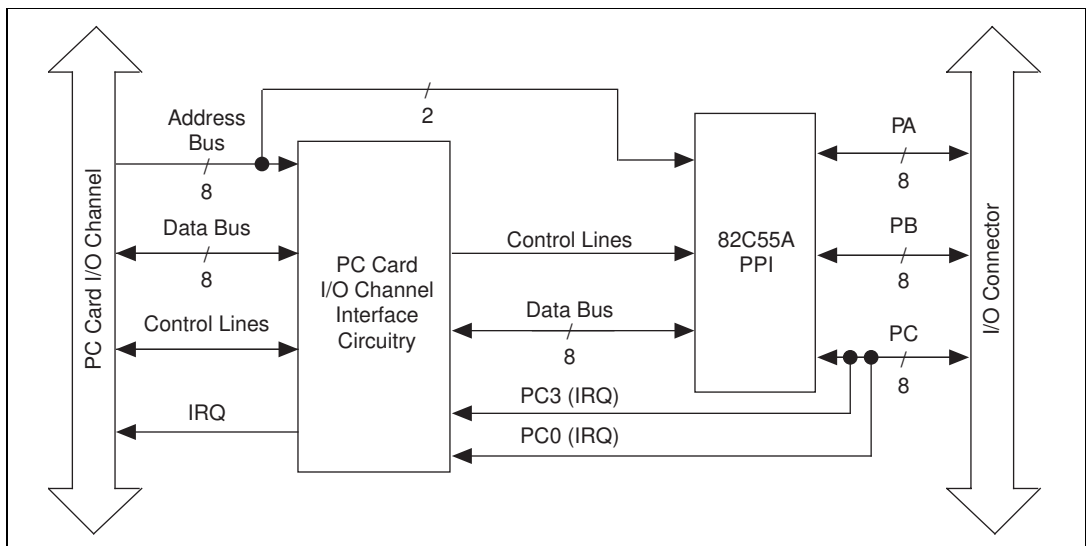 PC Card I/O Channel
Address
Bus
8
2
Data Bus
8
Control Lines
IRQ
PC Card
I/O Channel
Interface
Circuitry
Control Lines
Data Bus
8
PC3 (IRQ)
PC0 (IRQ)
82C55A
PPI
PA
8
PB
8
PC
8
I/O Connector